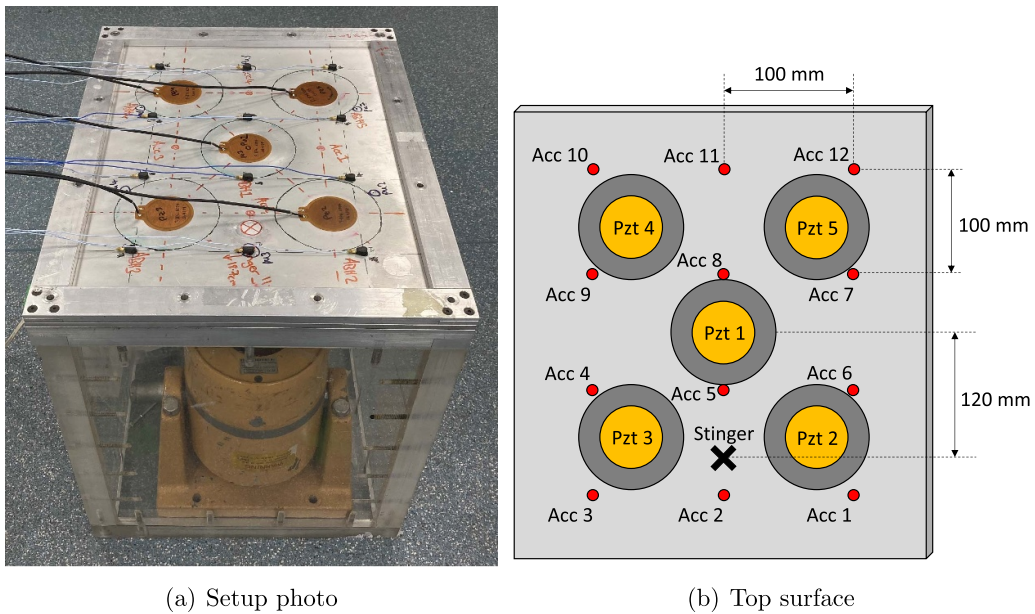 100 mm
Acc 10
Acc 11
Acc 12
Pzt 4
Pzt 5
100 mm
Acc 8
Acc 9
Acc 7
Pzt 1
Acc 4
Acc 6
Acc 5
120 mm
Stinger
Pzt 3
Pzt 2
Acc 3
Acc 2
Acc 1
(a) Setup photo
(b) Top surface